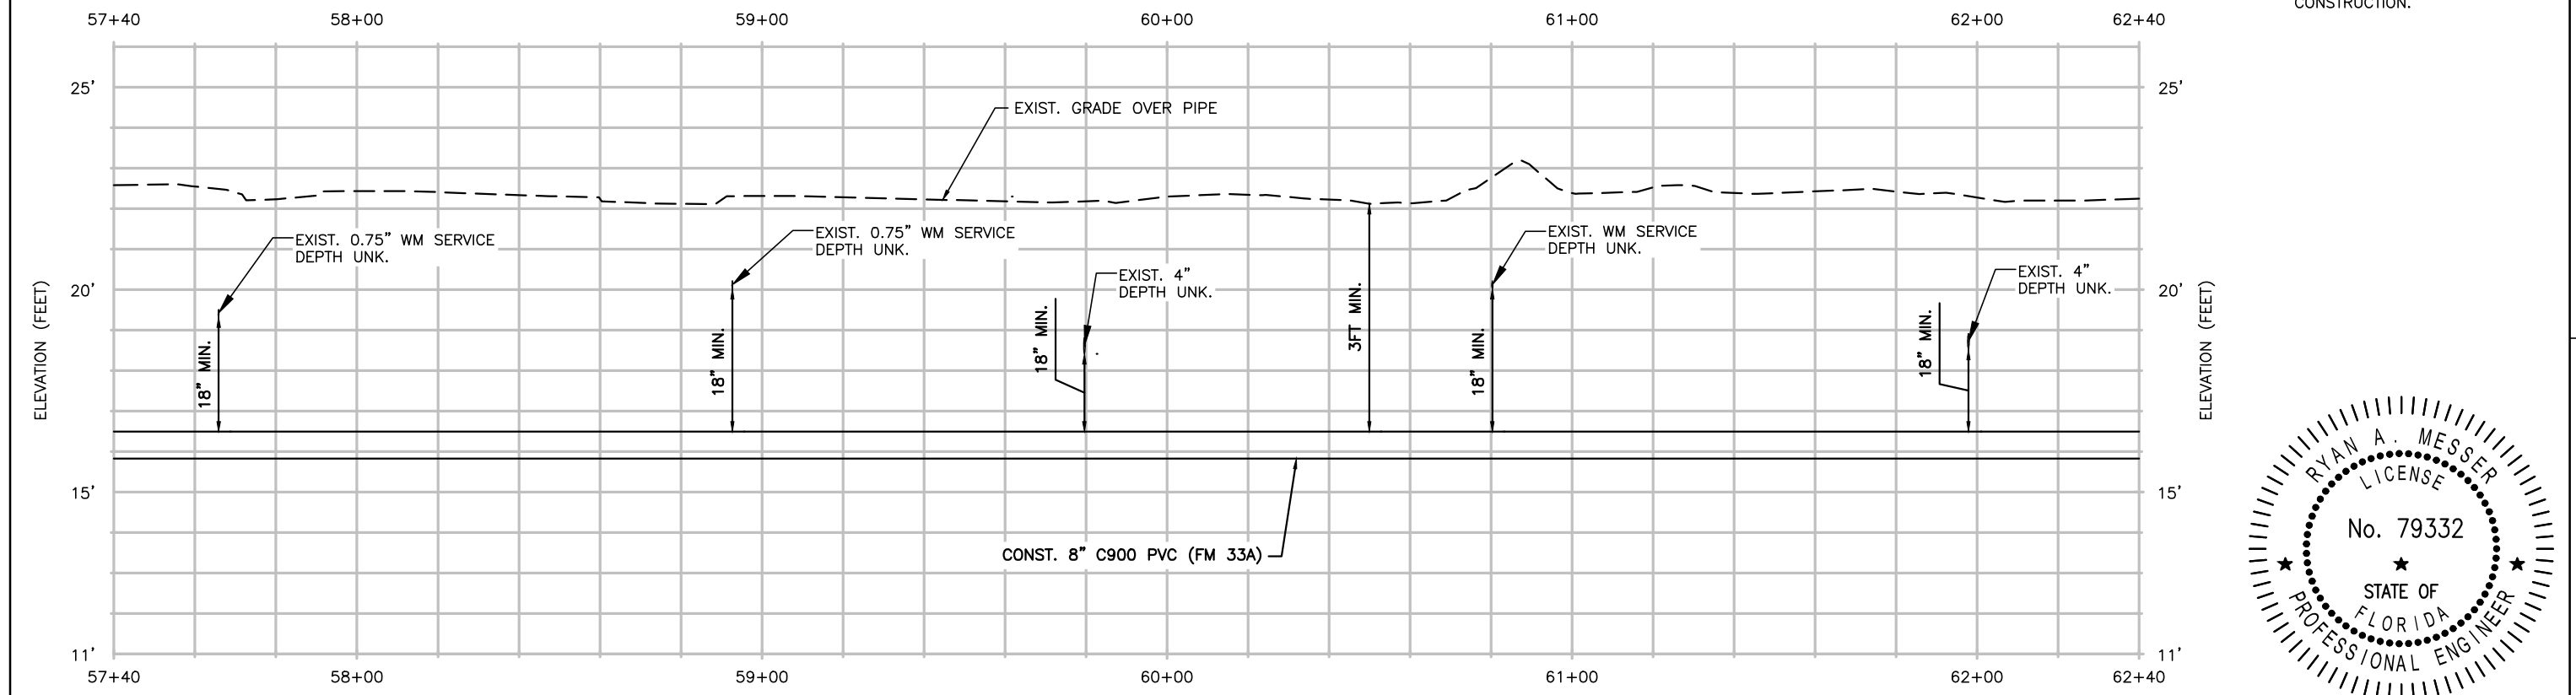 CONSTRUCTION.
57+40 58+00 59+00 60+00 61+00 62+00 62+40
25' 25'
EXIST. GRADE OVER PIPE
EXIST. 0.75" WM SERVICE
DEPTH UNK.
EXIST. 0.75" WM SERVICE
DEPTH UNK.
EXIST. 4"
DEPTH UNK.
EXIST. WM SERVICE
DEPTH UNK.
EXIST. 4"
DEPTH UNK.
ELEVATION (FEET)
20' 20'
ELEVATION (FEET)
18" MIN.
18" MIN.
18" MIN.
3FT MIN.
18" MIN.
18" MIN.
15' 15'
CONST. 8" C900 PVC (FM 33A)
11' 11'
57+40 58+00 59+00 60+00 61+00 62+00 62+40
RYAN A. MESSER
LICENSE
No. 79332
STATE OF
FLORIDA
PROFESSIONAL ENGINEER